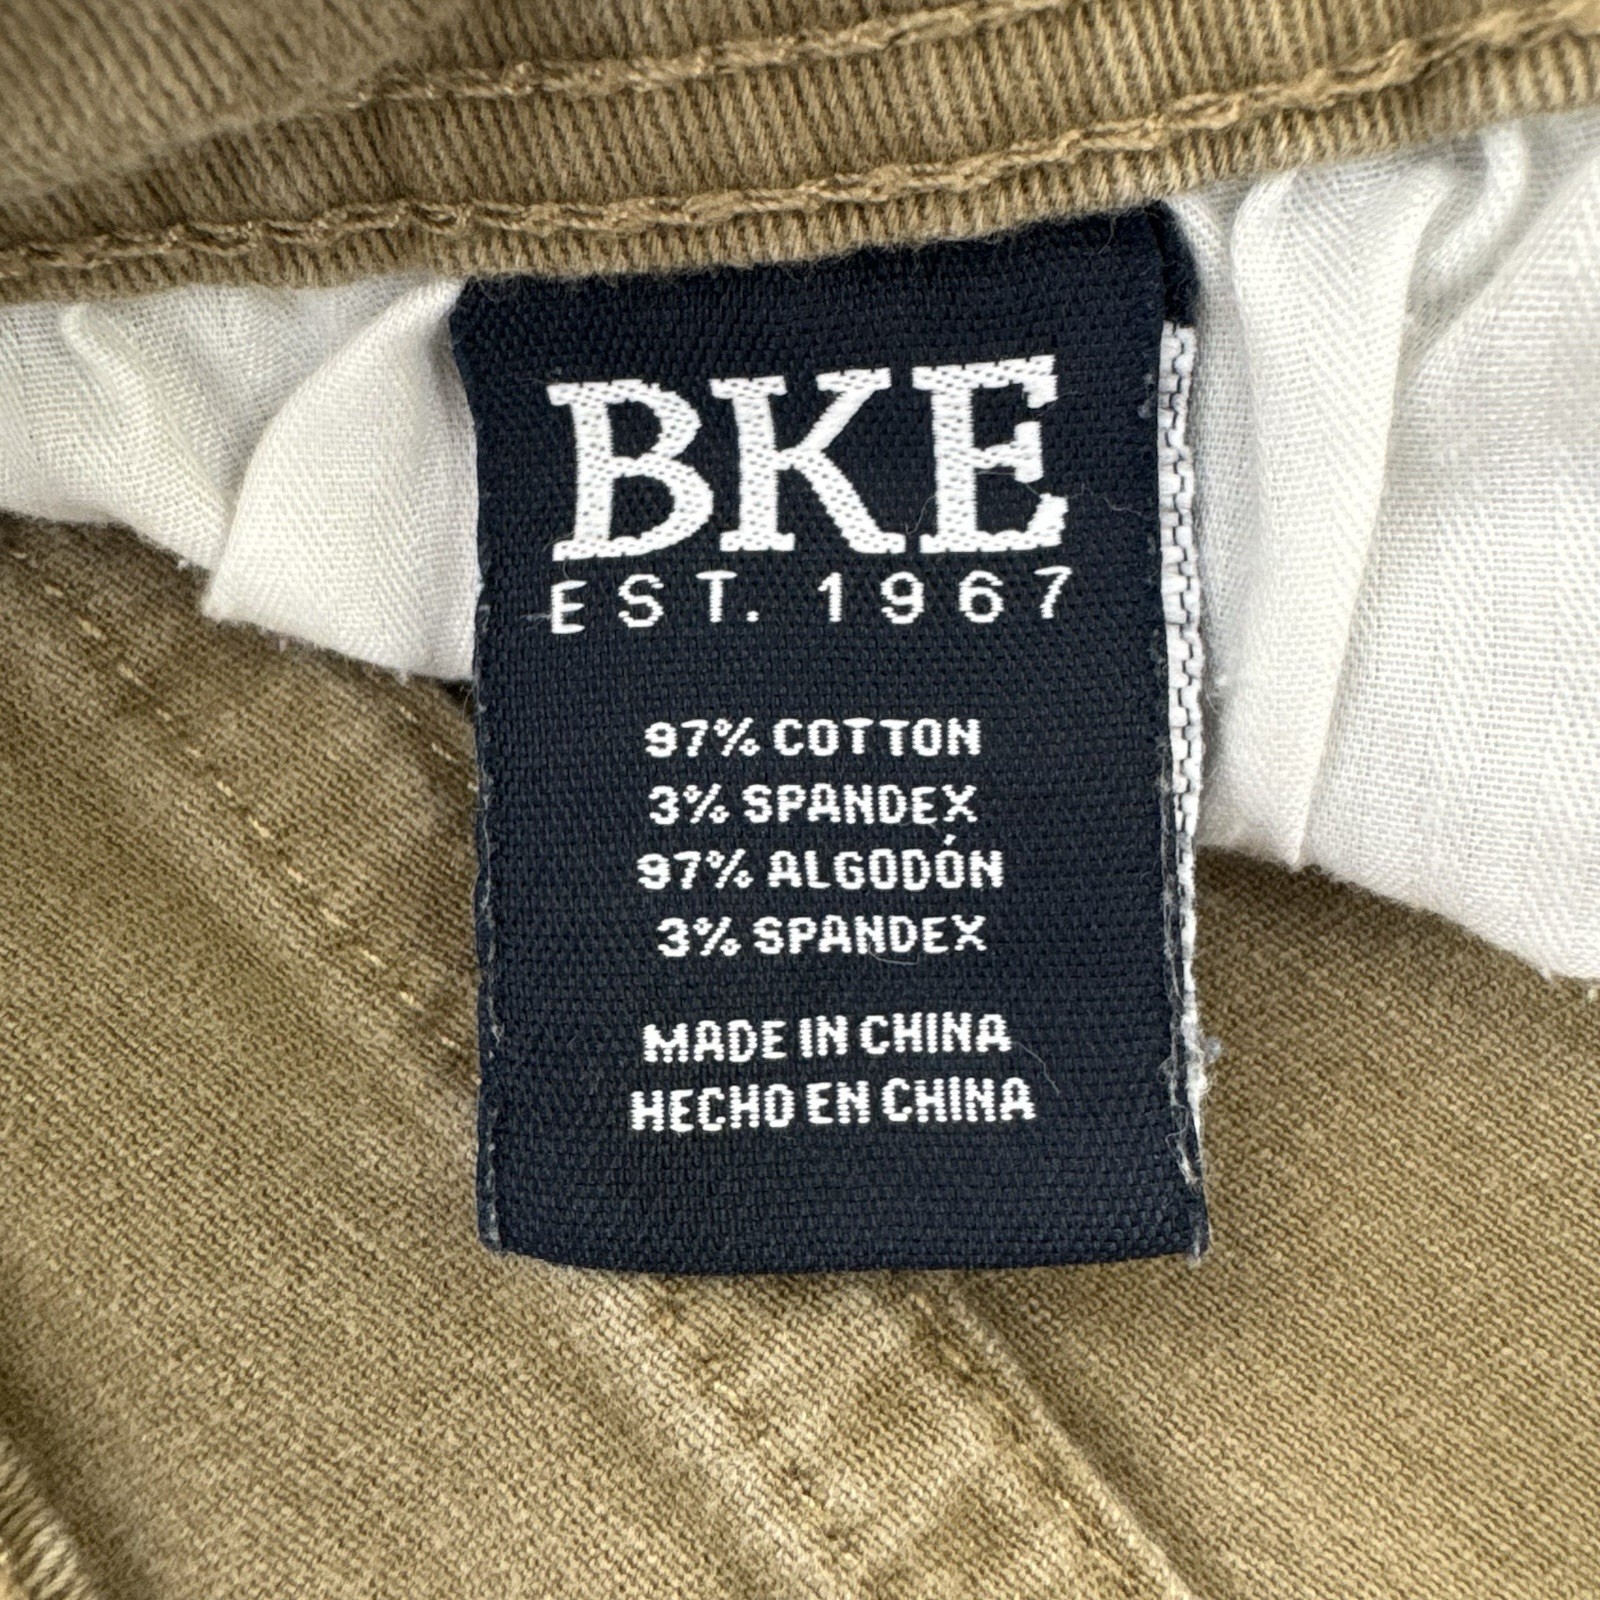 BKE
EST. 1967
97% COTTON
3% SPANDEX
97% ALGODÓN
3% SPANDEX
MADE IN CHINA
HECHO EN CHINA